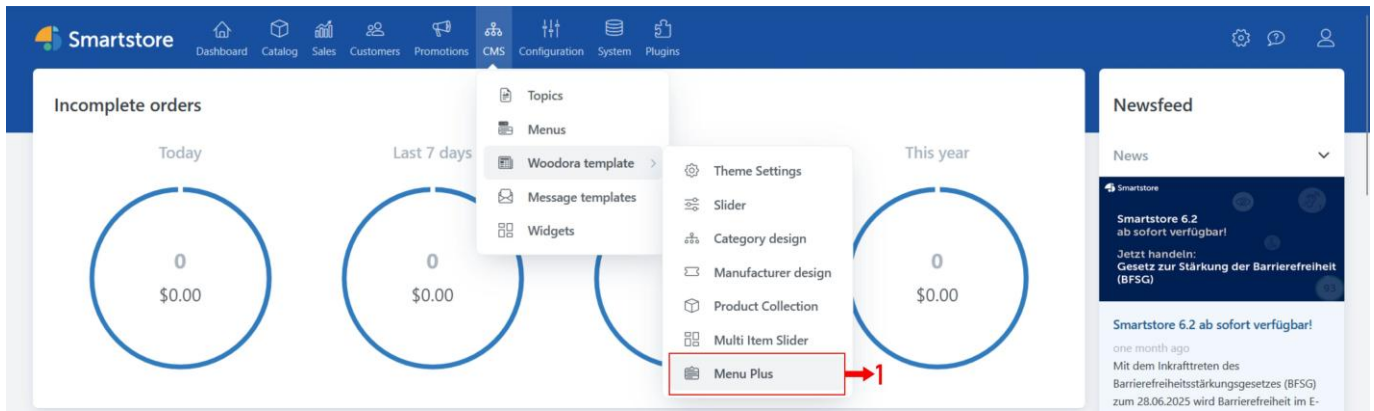 Smartstore
Dashboard Catalog Sales Customers Promotions CMS Configuration System Plugins
Incomplete orders
Today
0
$0.00
Last 7 days
0
$0.00
This year
0
$0.00
Topics
Menus
Woodora template
Message templates
Widgets
Theme Settings
Slider
Category design
Manufacturer design
Product Collection
Multi Item Slider
Menu Plus
1
Newsfeed
News
Smartstore
Smartstore 6.2
ab sofort verfügbar!
Jetzt handeln:
Gesetz zur Stärkung der Barrierefreiheit
(BFSG)
Smartstore 6.2 ab sofort verfügbar!
one month ago
Mit dem Inkrafttreten des
Barrierefreiheitsstärkungsgesetzes (BFSG)
zum 28.06.2025 wird Barrierefreiheit im E-